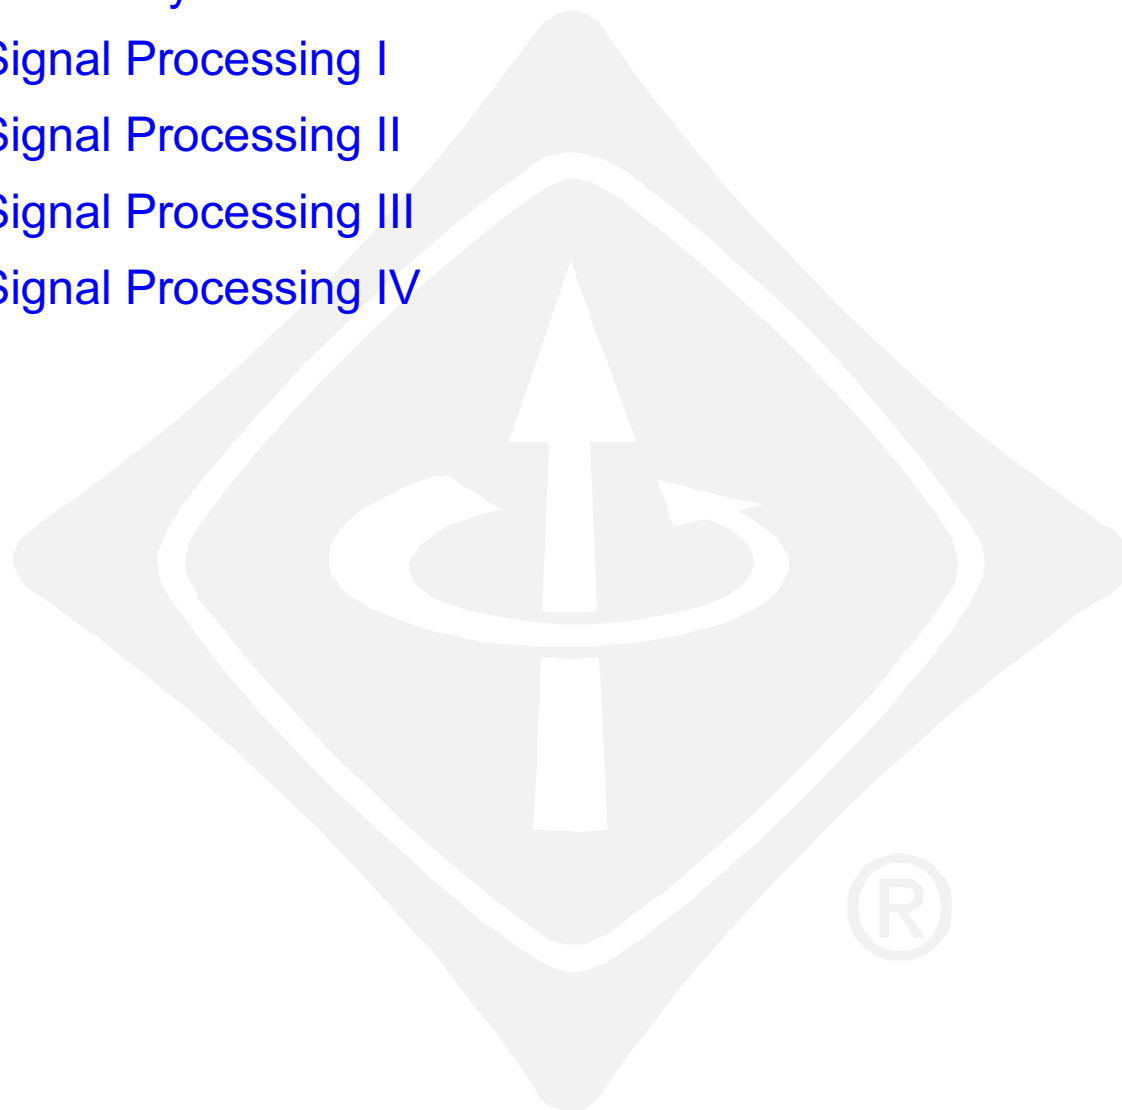 Signal Processing I
Signal Processing II
Signal Processing III
Signal Processing IV
®